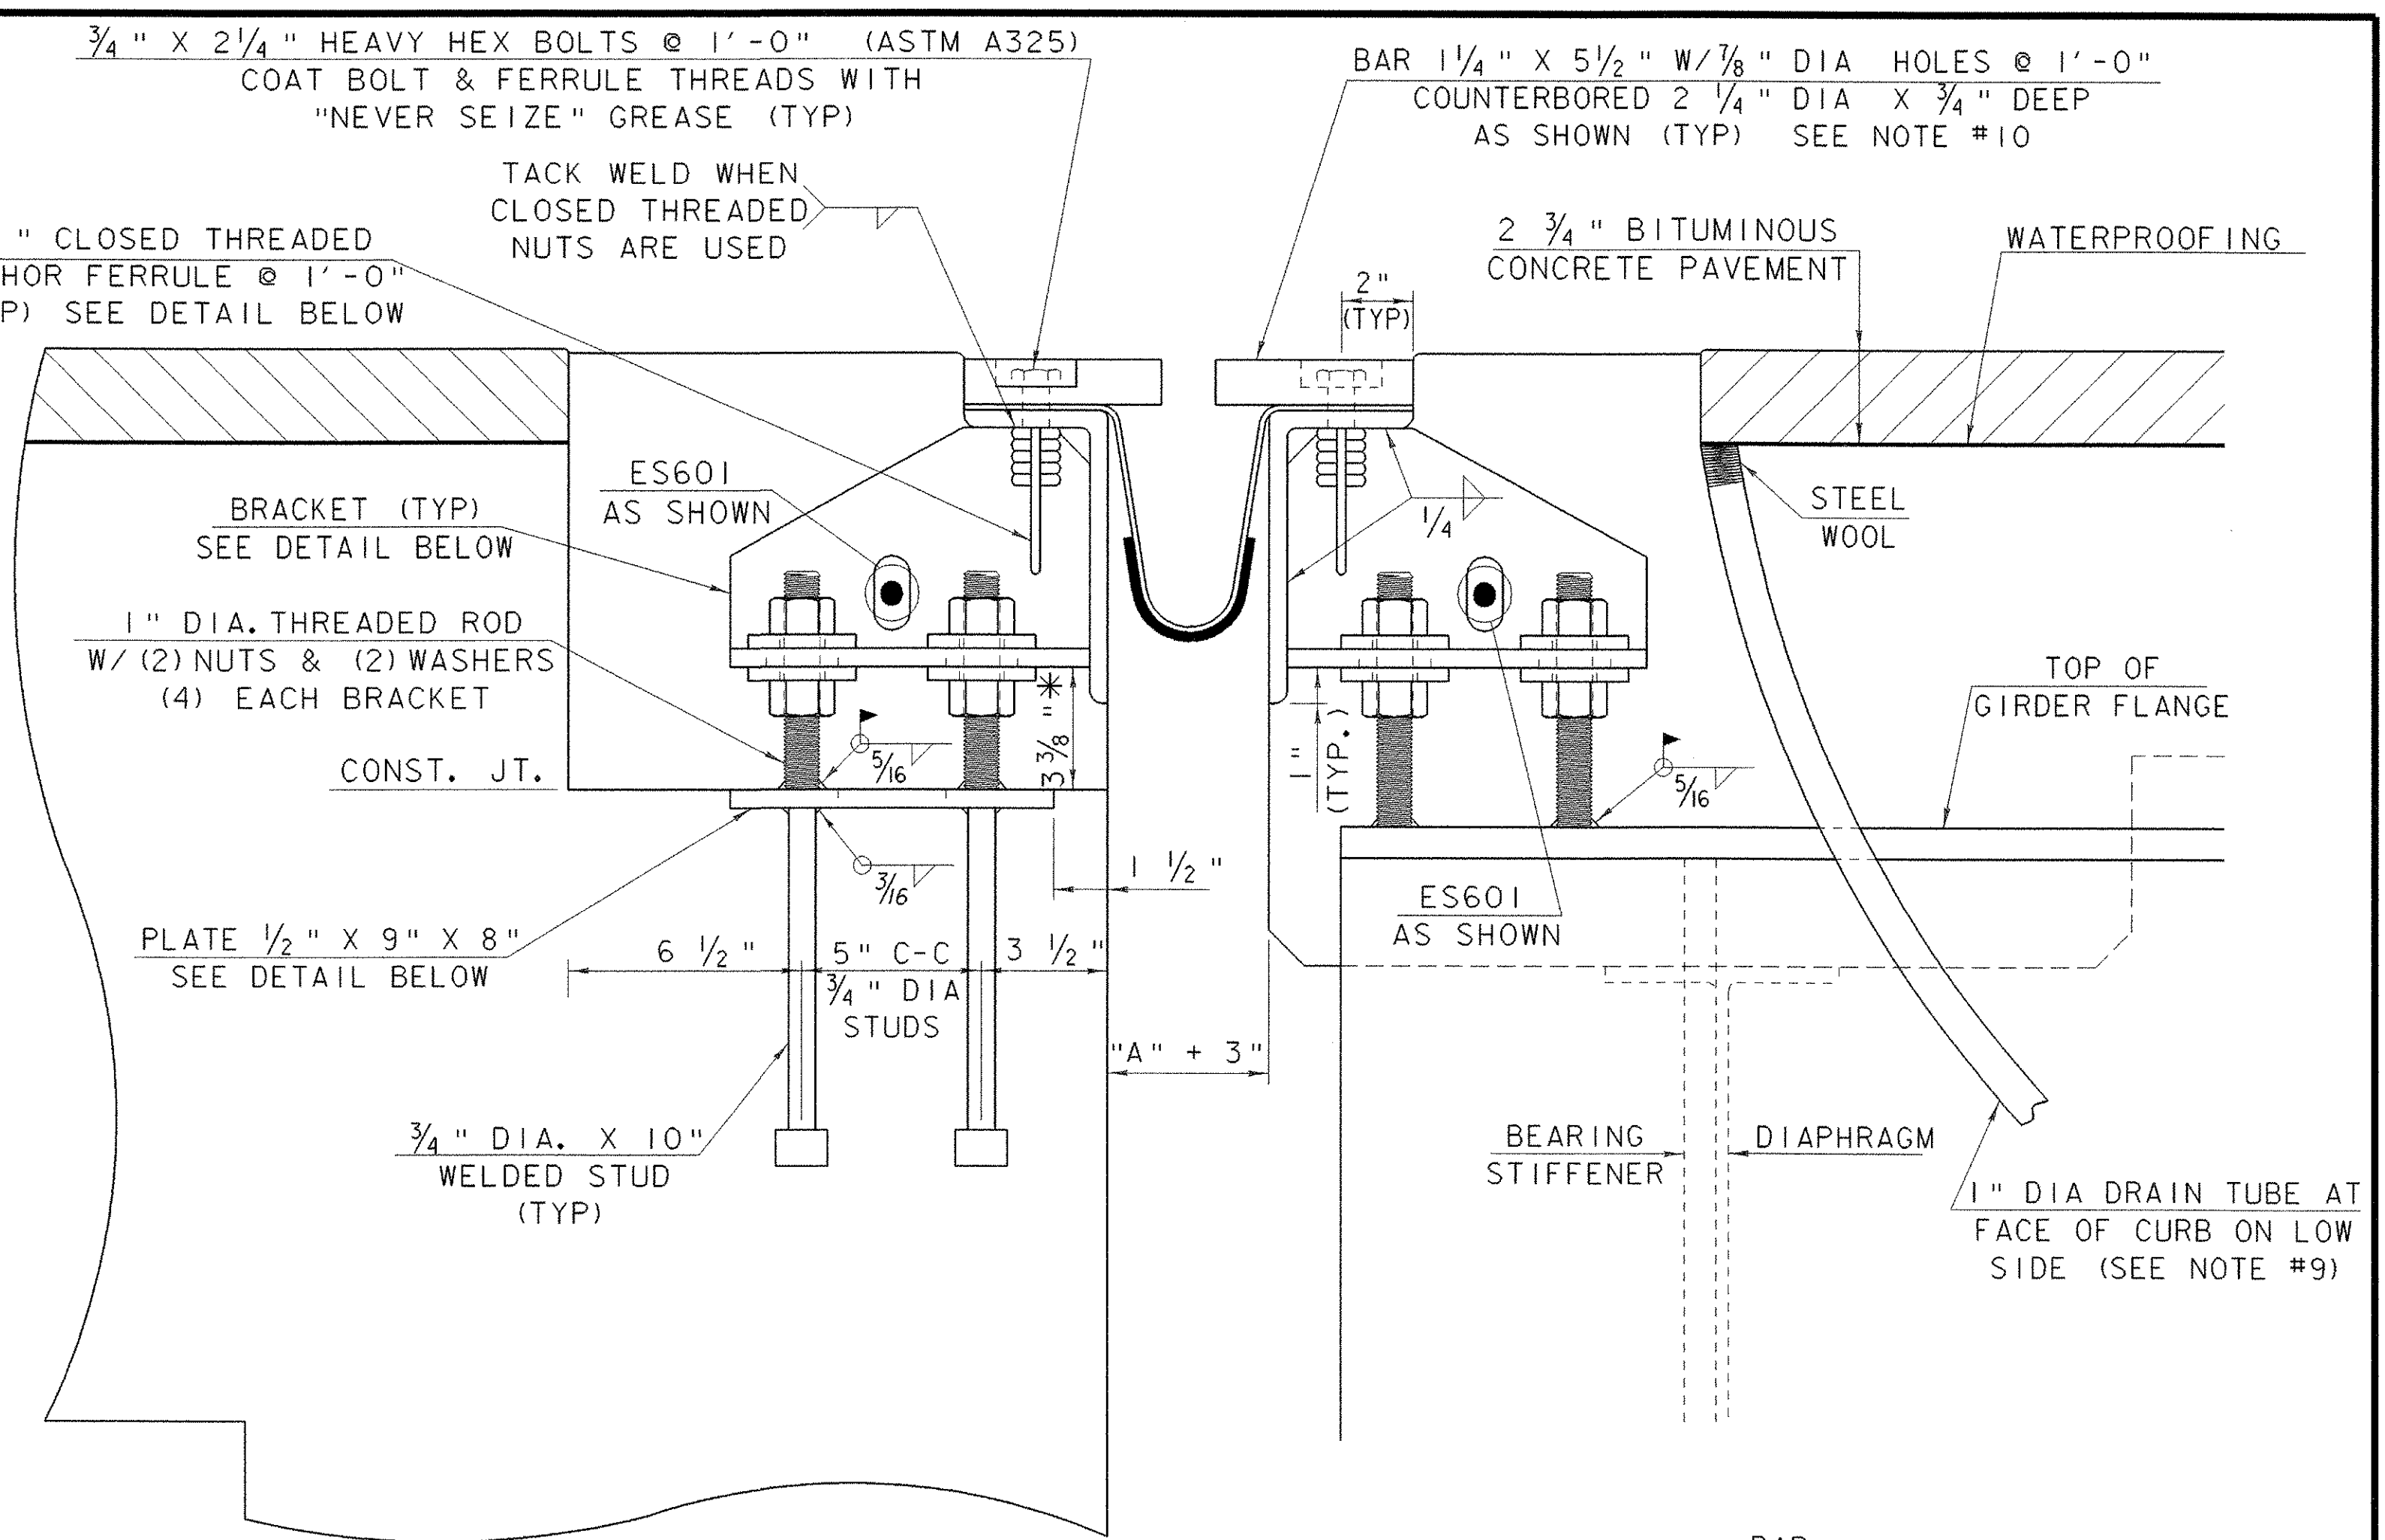 3/4 " X 2 1/4 " HEAVY HEX BOLTS @ 1'-0" (ASTM A325)
COAT BOLT & FERRULE THREADS WITH
"NEVER SEIZE" GREASE (TYP)
BAR 1 1/4 " X 5 1/2 " W/ 7/8 " DIA HOLES @ 1'-0"
COUNTERBORED 2 1/4 " DIA X 3/4 " DEEP
AS SHOWN (TYP) SEE NOTE #10
TACK WELD WHEN
CLOSED THREADED
NUTS ARE USED
" CLOSED THREADED
HOR FERRULE @ 1'-0"
P) SEE DETAIL BELOW
2 3/4 " BITUMINOUS
CONCRETE PAVEMENT
WATERPROOFING
2"
(TYP)
ES601
AS SHOWN
BRACKET (TYP)
SEE DETAIL BELOW
1/4
STEEL
WOOL
1" DIA. THREADED ROD
W/ (2) NUTS & (2) WASHERS
(4) EACH BRACKET
TOP OF
GIRDER FLANGE
CONST. JT.
5/16
3 3/8 "*
1"
(TYP.)
5/16
3/16
1 1/2 "
ES601
AS SHOWN
PLATE 1/2 " X 9" X 8"
SEE DETAIL BELOW
6 1/2 "
5" C-C
3/4 " DIA
STUDS
3 1/2 "
"A" + 3"
3/4 " DIA. X 10"
WELDED STUD
(TYP)
BEARING
STIFFENER
DIAPHRAGM
1" DIA DRAIN TUBE AT
FACE OF CURB ON LOW
SIDE (SEE NOTE #9)